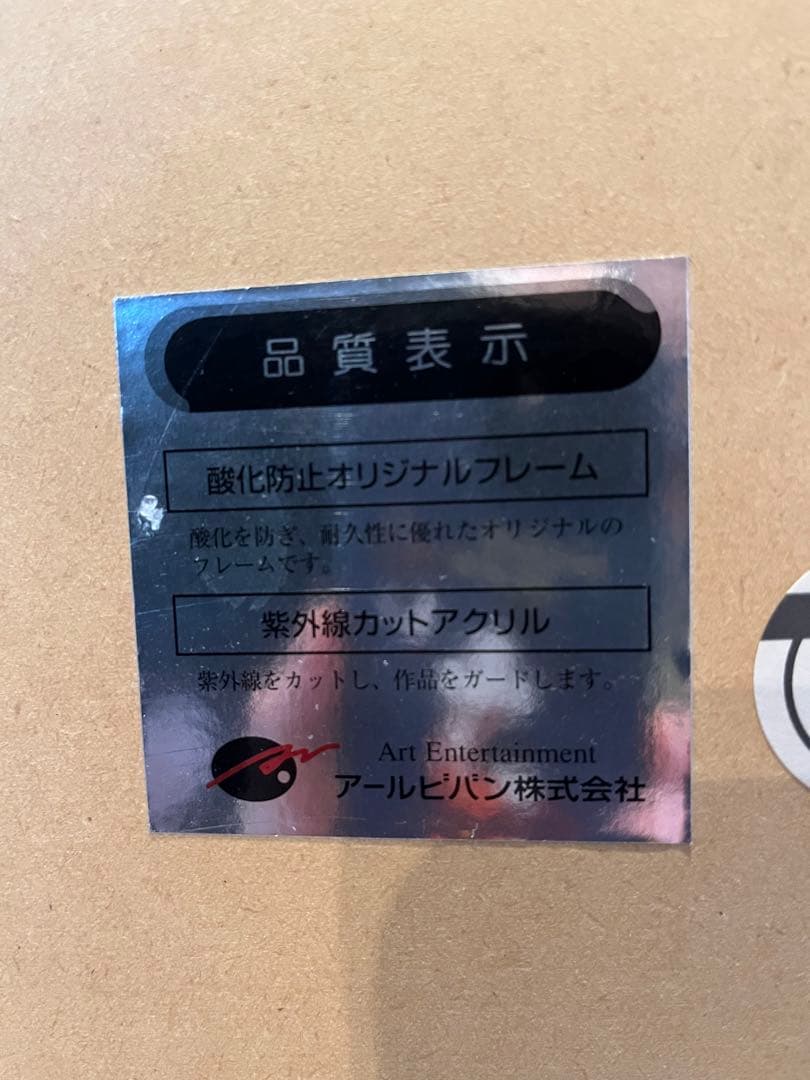 品質表示
酸化防止オリジナルフレーム
酸化を防ぎ、耐久性に優れたオリジナルの
フレームです。
紫外線カットアクリル
紫外線をカットし、作品をガードします。
Art Entertainment
アールビバン株式会社